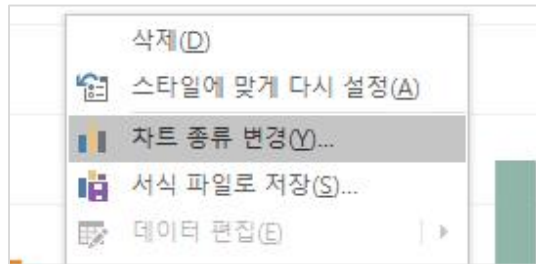 삭제(D)
스타일에 맞게 다시 설정(A)
차트 종류 변경(Y)...
서식 파일로 저장(S)...
데이터 편집(E)